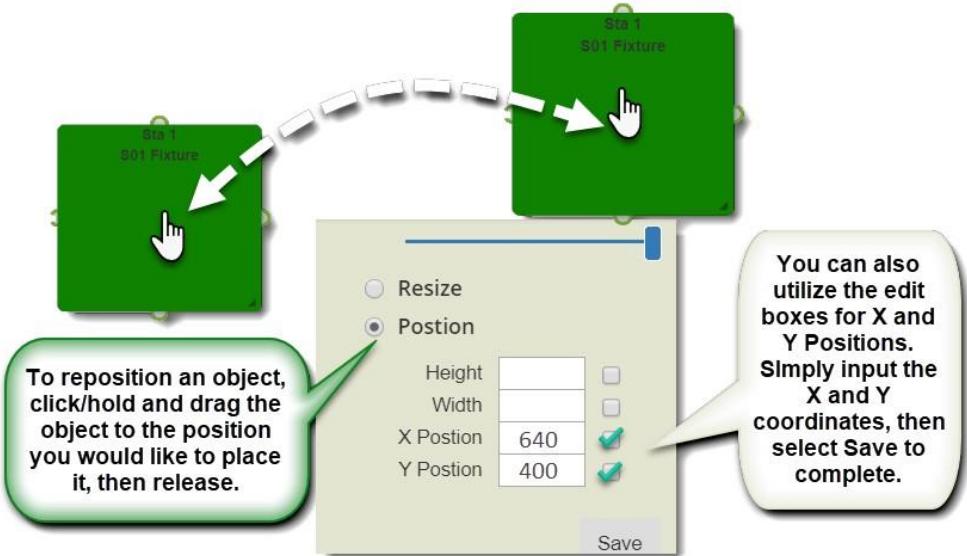 Sta 1
S01 Fixture
Sta 1
S01 Fixture
Resize
Postion
Height
Width
X Postion 640
Y Postion 400
Save
To reposition an object,
click/hold and drag the
object to the position
you would like to place
it, then release.
You can also
utilize the edit
boxes for X and
Y Positions.
SImply input the
X and Y
coordinates, then
select Save to
complete.